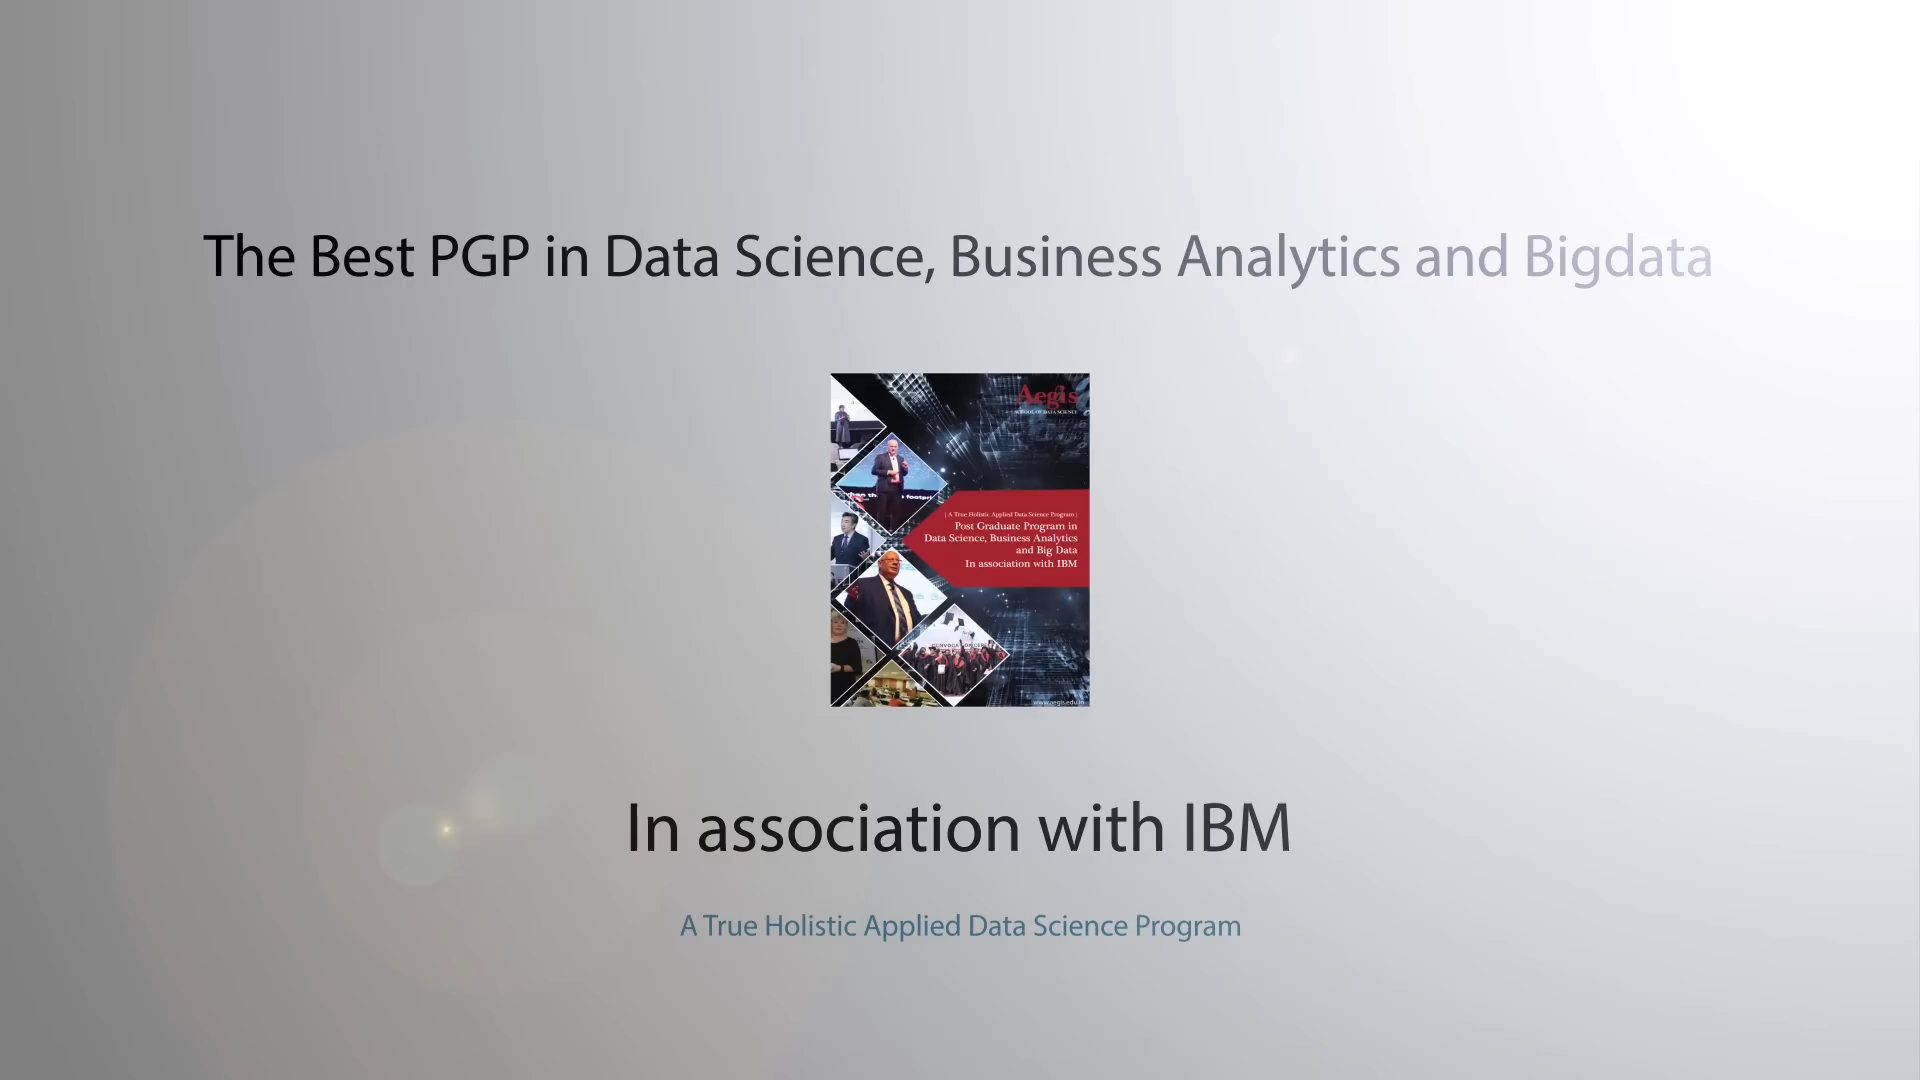 The Best PGP in Data Science, Business Analytics and Bigdata
Aegis
SCHOOL OF DATA SCIENCE
| A True Holistic Applied Data Science Program |
Post Graduate Program in
Data Science, Business Analytics
and Big Data
In association with IBM
www.aegis.edu.in
In association with IBM
A True Holistic Applied Data Science Program